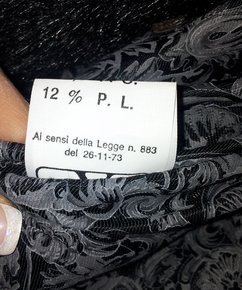 12 % P. L.
Ai sensi della Legge n. 883
del 26-11-73